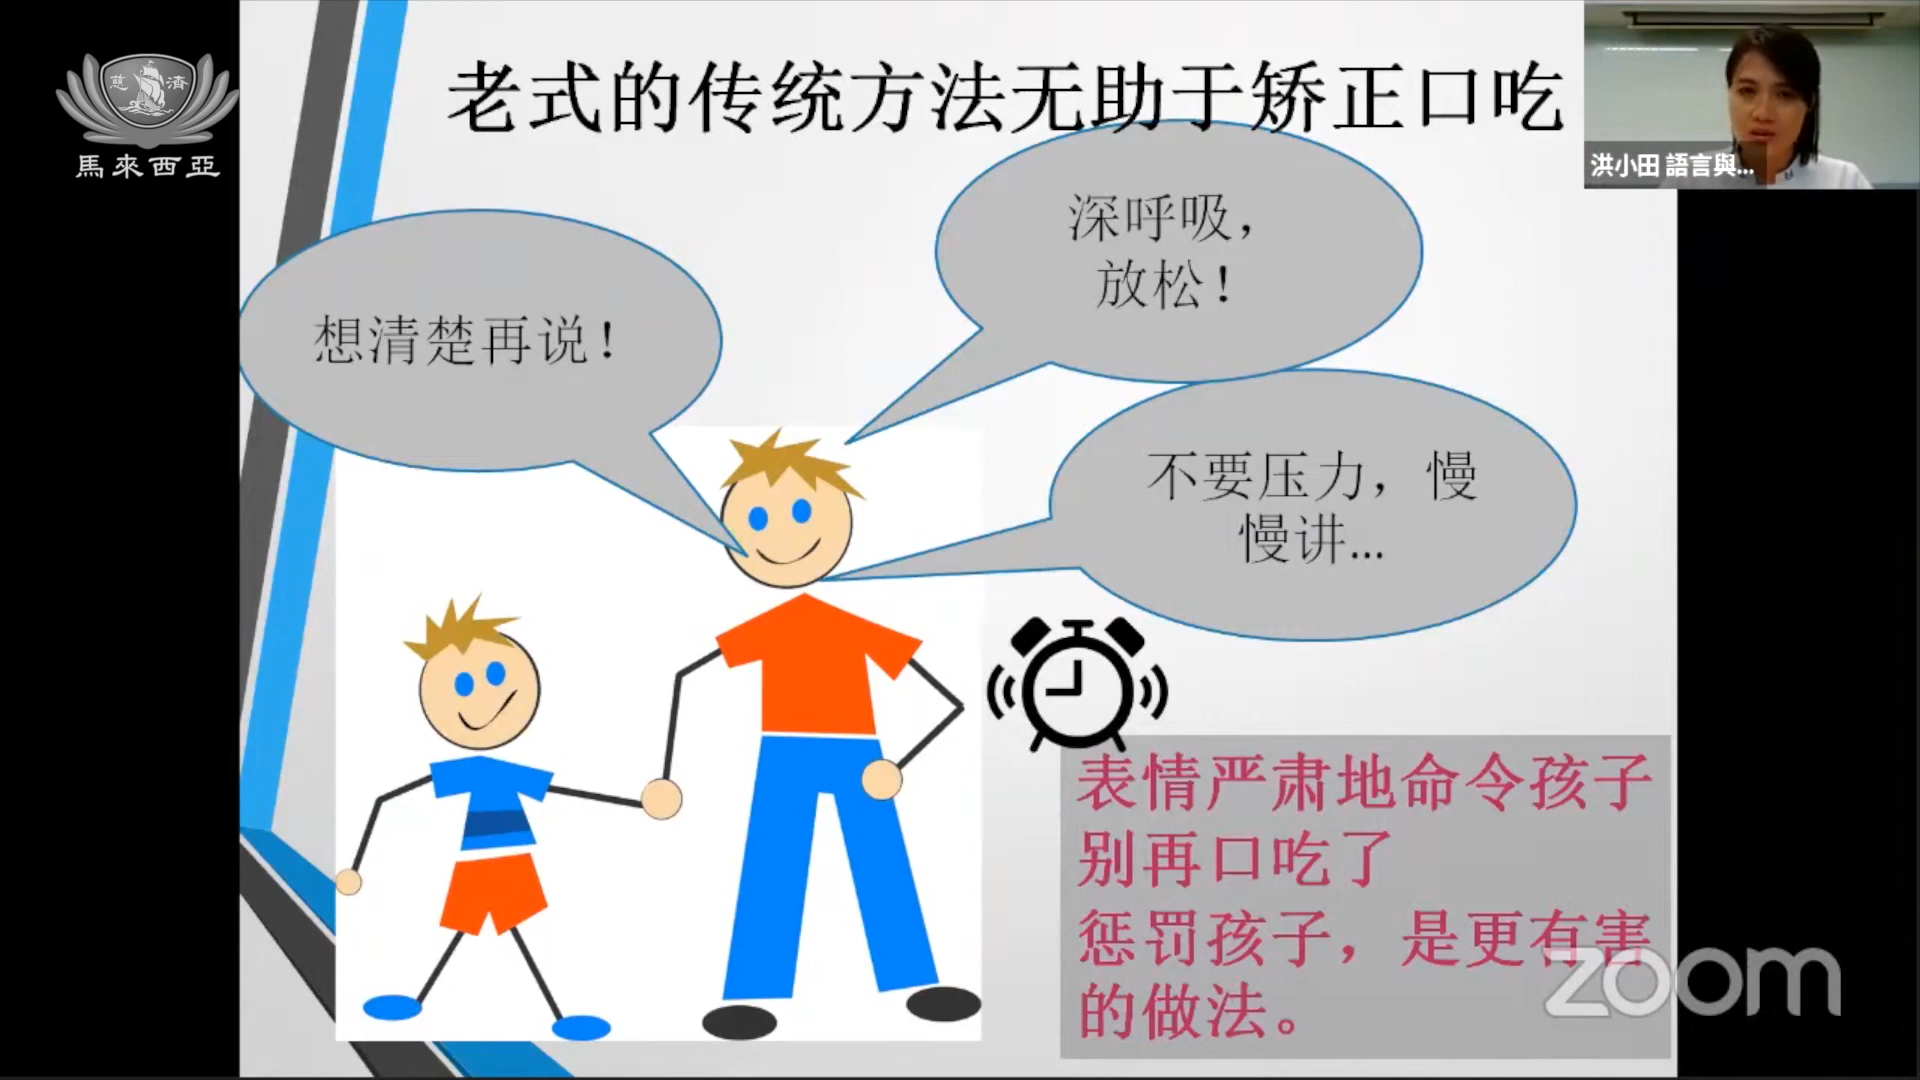 慈 濟
馬來西亞
老式的传统方法无助于矫正口吃
洪小田 語言與...
深呼吸，
放松！
想清楚再说！
不要压力，慢
慢讲...
表情严肃地命令孩子
别再口吃了
惩罚孩子，是更有害
的做法。
zoom